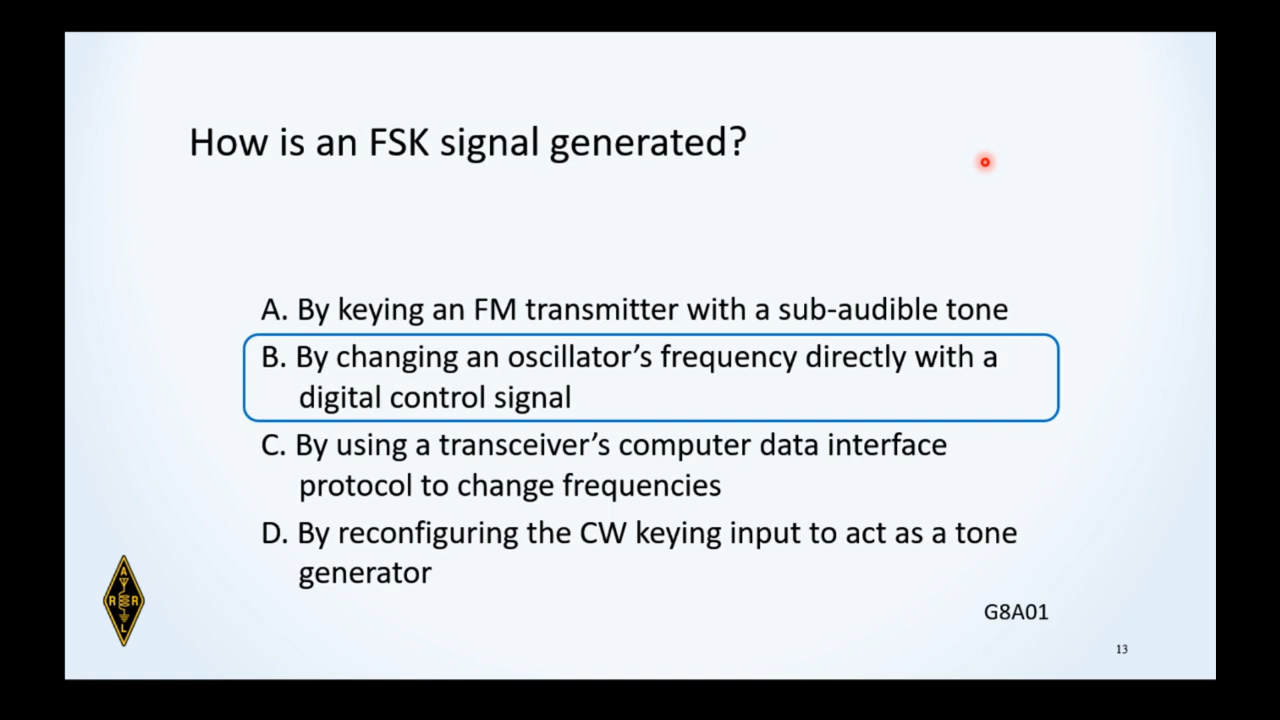 How is an FSK signal generated?
A. By keying an FM transmitter with a sub-audible tone
B. By changing an oscillator’s frequency directly with a
digital control signal
C. By using a transceiver’s computer data interface
protocol to change frequencies
D. By reconfiguring the CW keying input to act as a tone
generator
A
R R
L
G8A01
13